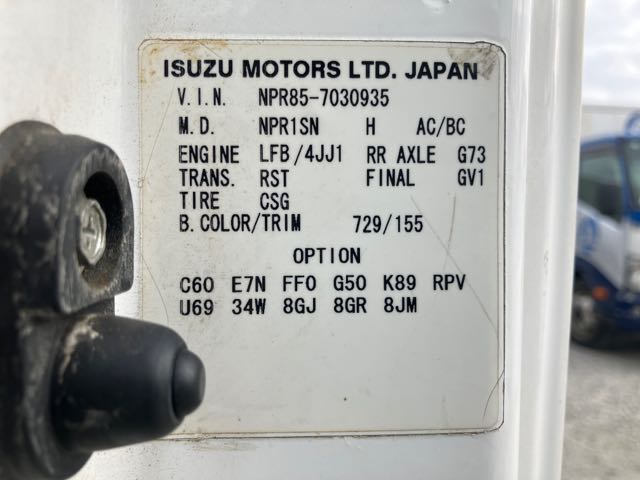 ISUZU MOTORS LTD. JAPAN
V.I.N. NPR85-7030935
M.D. NPR1SN H AC/BC
ENGINE LFB/4JJ1 RR AXLE G73
TRANS. RST FINAL GV1
TIRE CSG
B.COLOR/TRIM 729/155
OPTION
C60 E7N FF0 G50 K89 RPV
U69 34W 8GJ 8GR 8JM